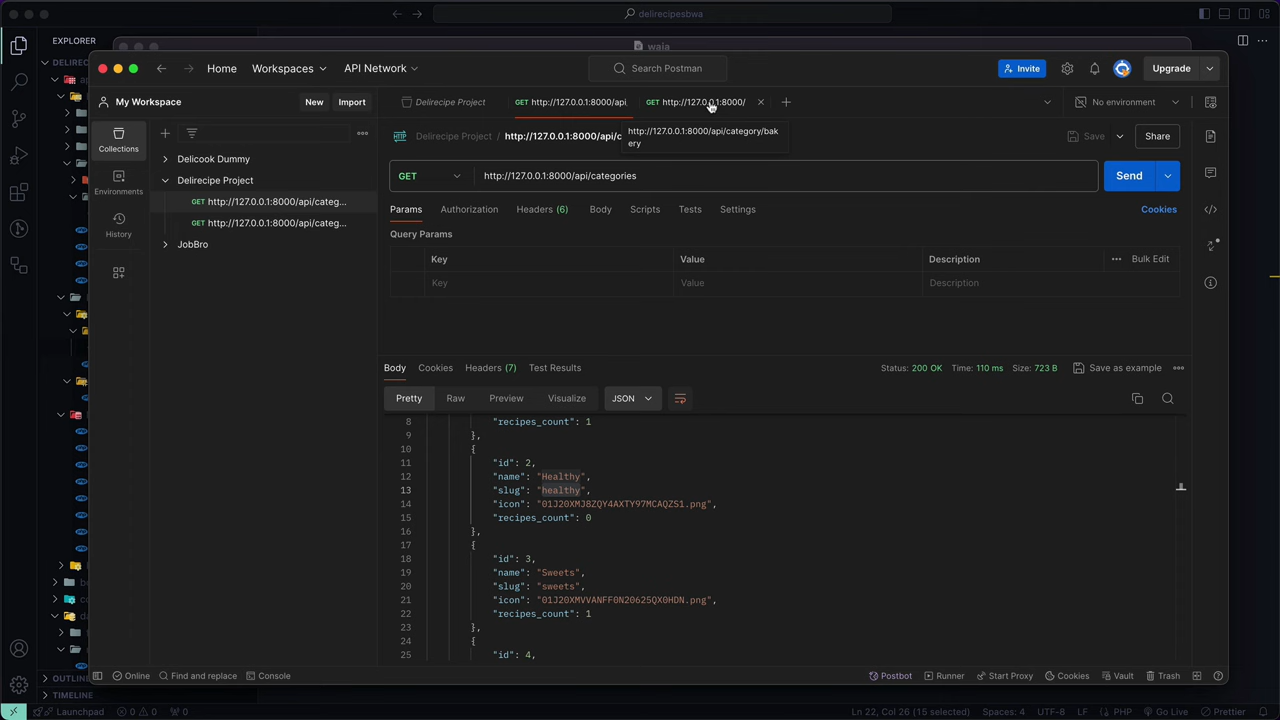 delirecipesbwa
EXPLORER
waia
Home Workspaces API Network Search Postman Invite Upgrade
My Workspace New Import Delirecipe Project GET http://127.0.0.1:8000/api, GET http://127.0.0.1:8000/ No environment
http://127.0.0.1:8000/api/category/bak
ery
Delirecipe Project / http://127.0.0.1:8000/api/c Save Share
Collections
Environments
History
Delicook Dummy
Delirecipe Project
GET http://127.0.0.1:8000/api/categ...
GET http://127.0.0.1:8000/api/categ...
JobBro
GET http://127.0.0.1:8000/api/categories Send
Params Authorization Headers (6) Body Scripts Tests Settings Cookies
Query Params
Key Value Description Bulk Edit
Key Value Description
Body Cookies Headers (7) Test Results Status: 200 OK Time: 110 ms Size: 723 B Save as example
Pretty Raw Preview Visualize JSON
8 "recipes_count": 1
9 },
10 {
11 "id": 2,
12 "name": "Healthy",
13 "slug": "healthy",
14 "icon": "01J20XMJ8ZQY4AXTY97MCAQZS1.png",
15 "recipes_count": 0
16 },
17 {
18 "id": 3,
19 "name": "Sweets",
20 "slug": "sweets",
21 "icon": "01J20XMVVANFF0N20625QX0HDN.png",
22 "recipes_count": 1
23 },
24 {
25 "id": 4,
Online Find and replace Console Postbot Runner Start Proxy Cookies Vault Trash
OUTLINE
TIMELINE
Launchpad 0 0 0 Ln 22, Col 26 (15 selected) Spaces: 4 UTF-8 LF PHP Go Live Prettier